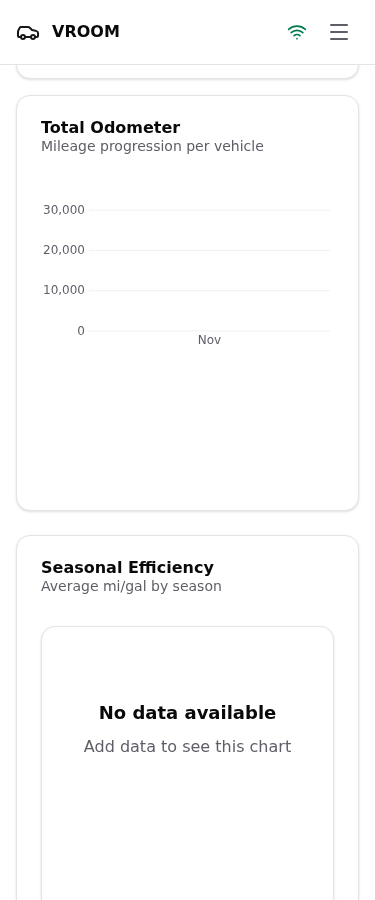 VROOM
Total Odometer
Mileage progression per vehicle
30,000
20,000
10,000
0
Nov
Seasonal Efficiency
Average mi/gal by season
No data available
Add data to see this chart